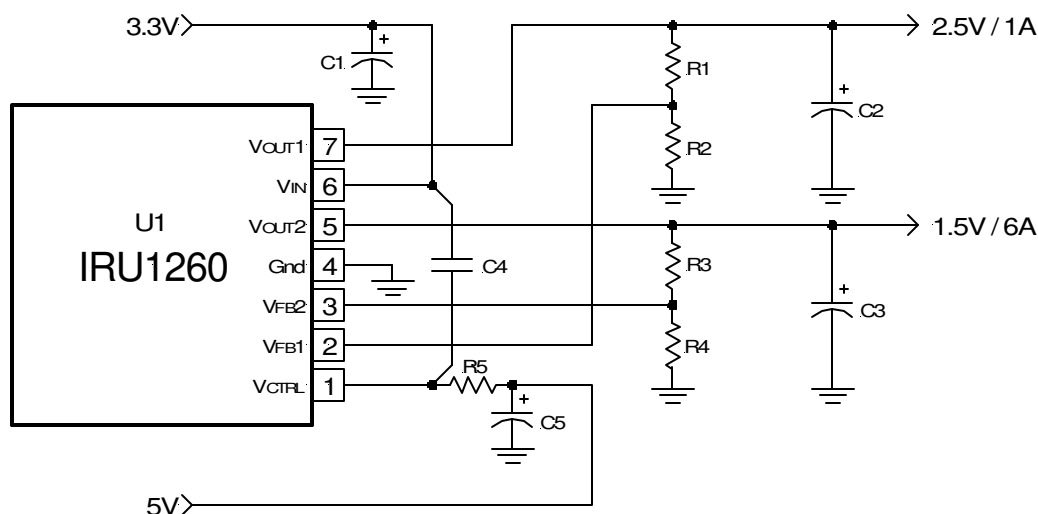 3.3V
2.5V / 1A
C1
+
R1
+
C2
R2
VOUT1 7
VIN 6
VOUT2 5
Gnd 4
VFB2 3
VFB1 2
VCTRL 1
U1
IRU1260
1.5V / 6A
C4
R3
+
C3
R4
R5
+
C5
5V